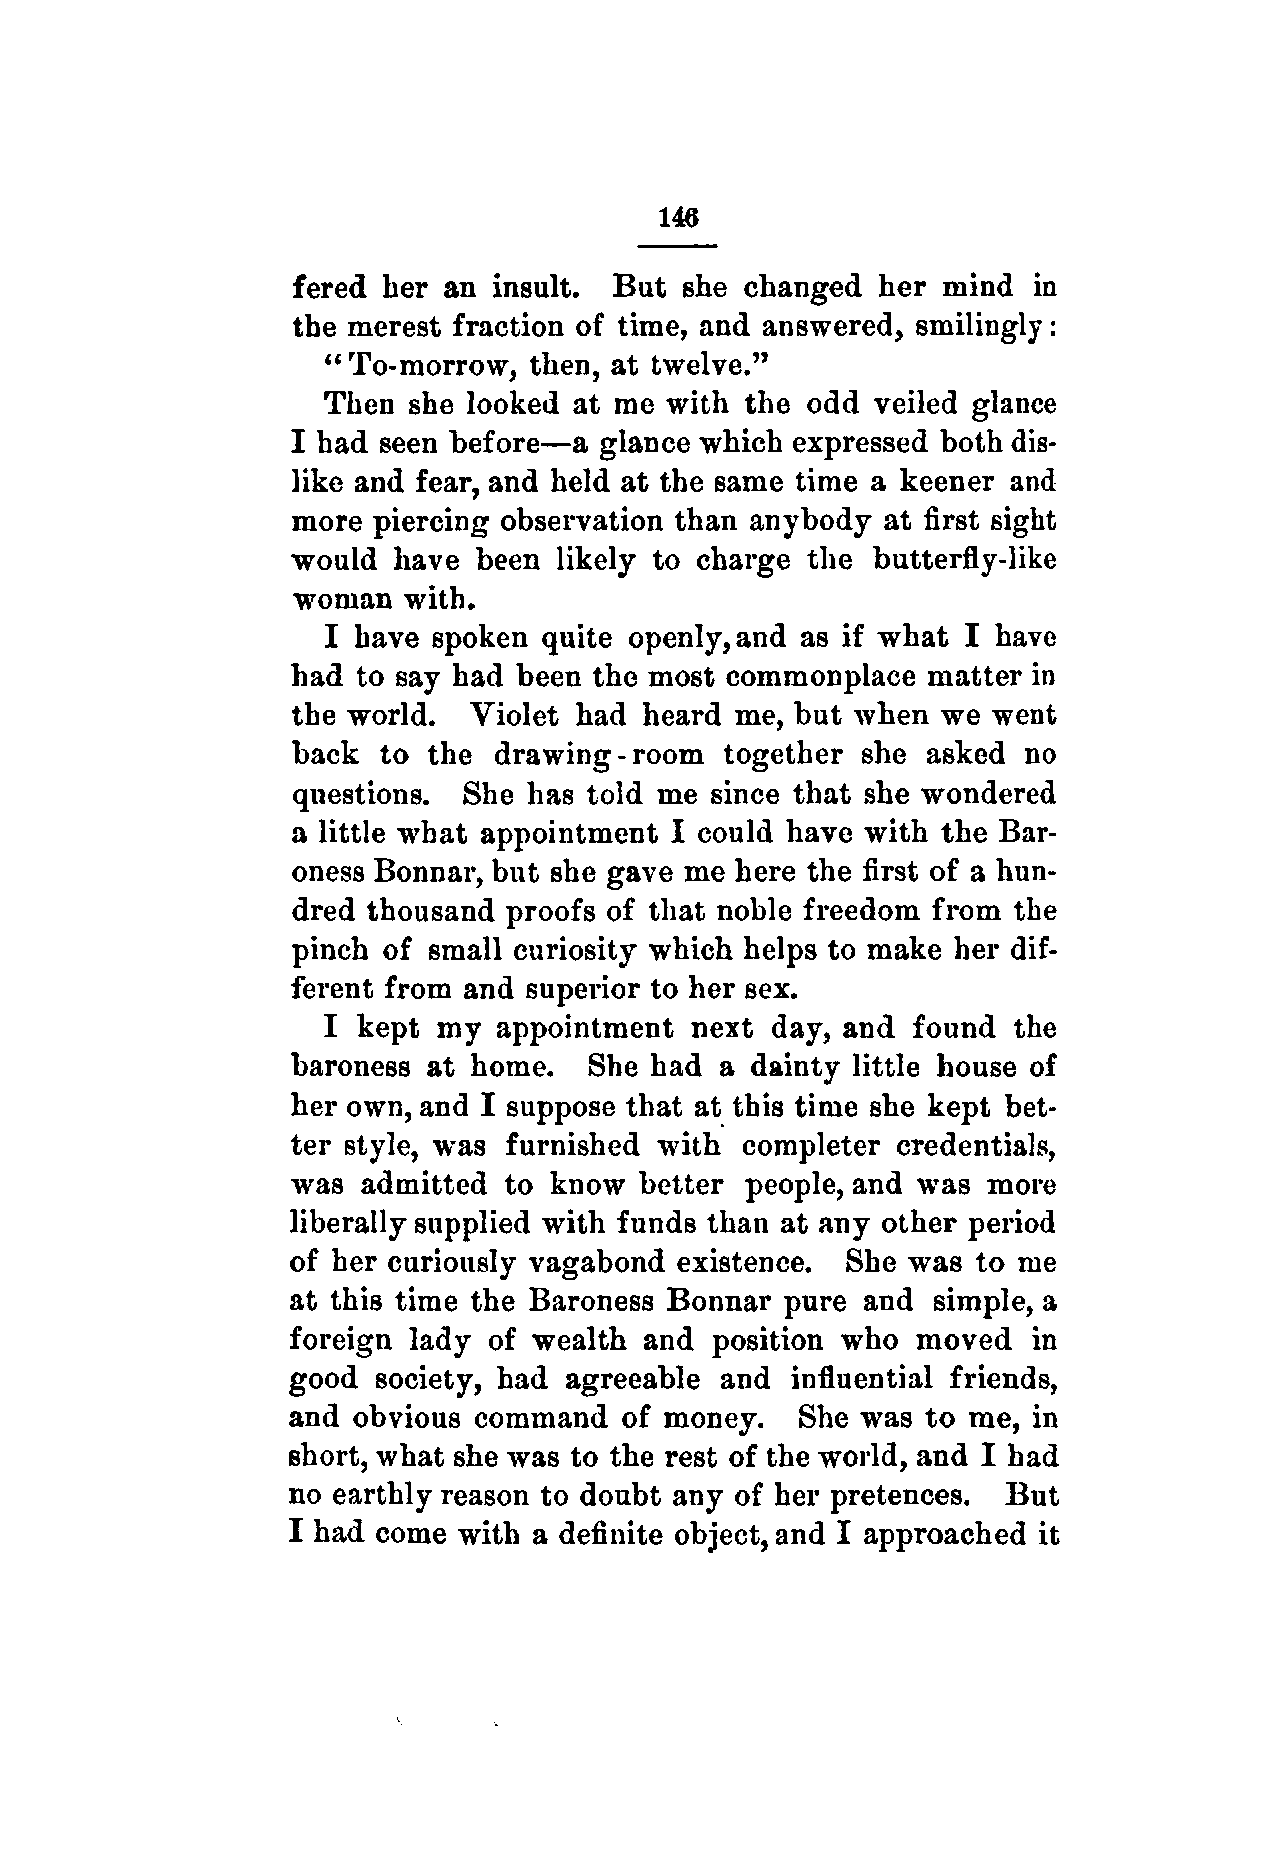 146
fered her an insult. But she changed her mind in
the merest fraction of time, and answered, smilingly:
"To-morrow, then, at twelve."
Then she looked at me with the odd veiled glance
I had seen before—a glance which expressed both dis-
like and fear, and held at the same time a keener and
more piercing observation than anybody at first sight
would have been likely to charge the butterfly-like
woman with.
I have spoken quite openly, and as if what I have
had to say had been the most commonplace matter in
the world. Violet had heard me, but when we went
back to the drawing-room together she asked no
questions. She has told me since that she wondered
a little what appointment I could have with the Bar-
oness Bonnar, but she gave me here the first of a hun-
dred thousand proofs of that noble freedom from the
pinch of small curiosity which helps to make her dif-
ferent from and superior to her sex.
I kept my appointment next day, and found the
baroness at home. She had a dainty little house of
her own, and I suppose that at this time she kept bet-
ter style, was furnished with completer credentials,
was admitted to know better people, and was more
liberally supplied with funds than at any other period
of her curiously vagabond existence. She was to me
at this time the Baroness Bonnar pure and simple, a
foreign lady of wealth and position who moved in
good society, had agreeable and influential friends,
and obvious command of money. She was to me, in
short, what she was to the rest of the world, and I had
no earthly reason to doubt any of her pretences. But
I had come with a definite object, and I approached it